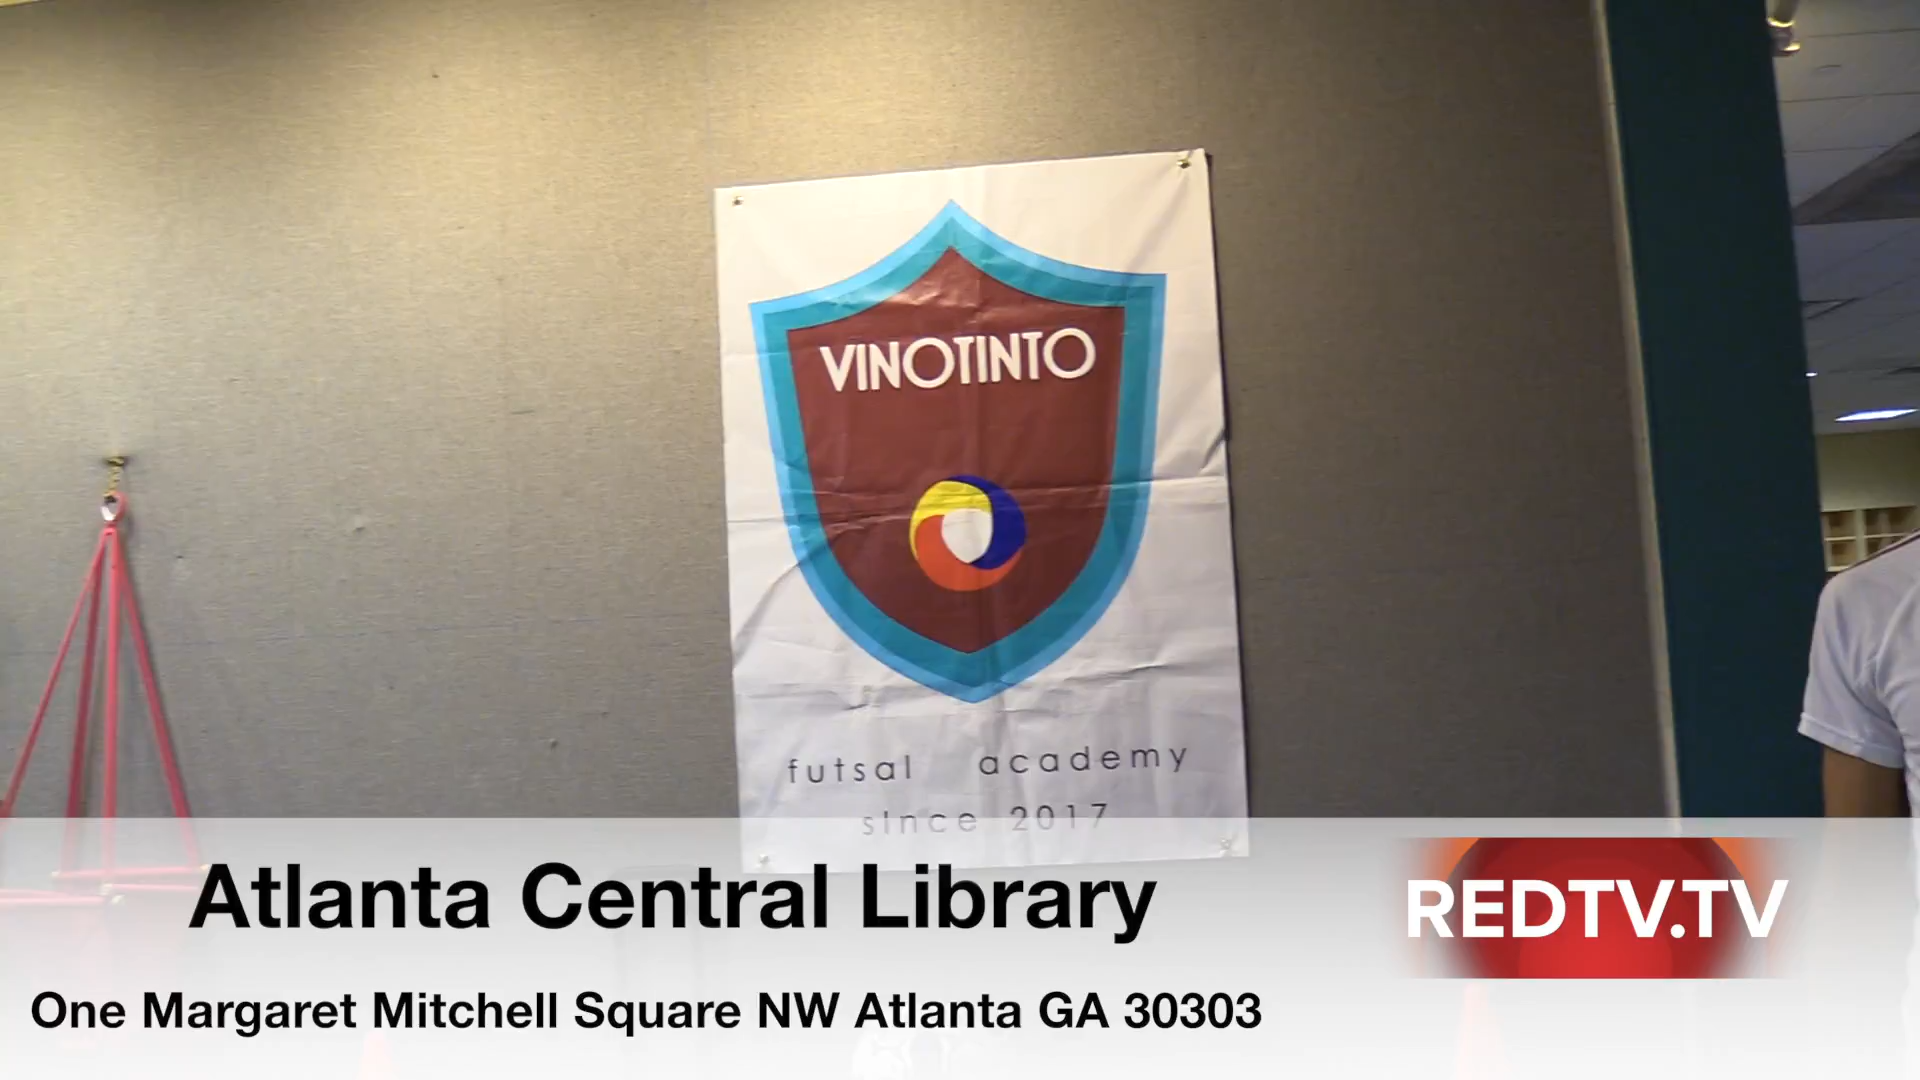 VINOTINTO
futsal academy
since 2017
Atlanta Central Library
REDTV.TV
One Margaret Mitchell Square NW Atlanta GA 30303